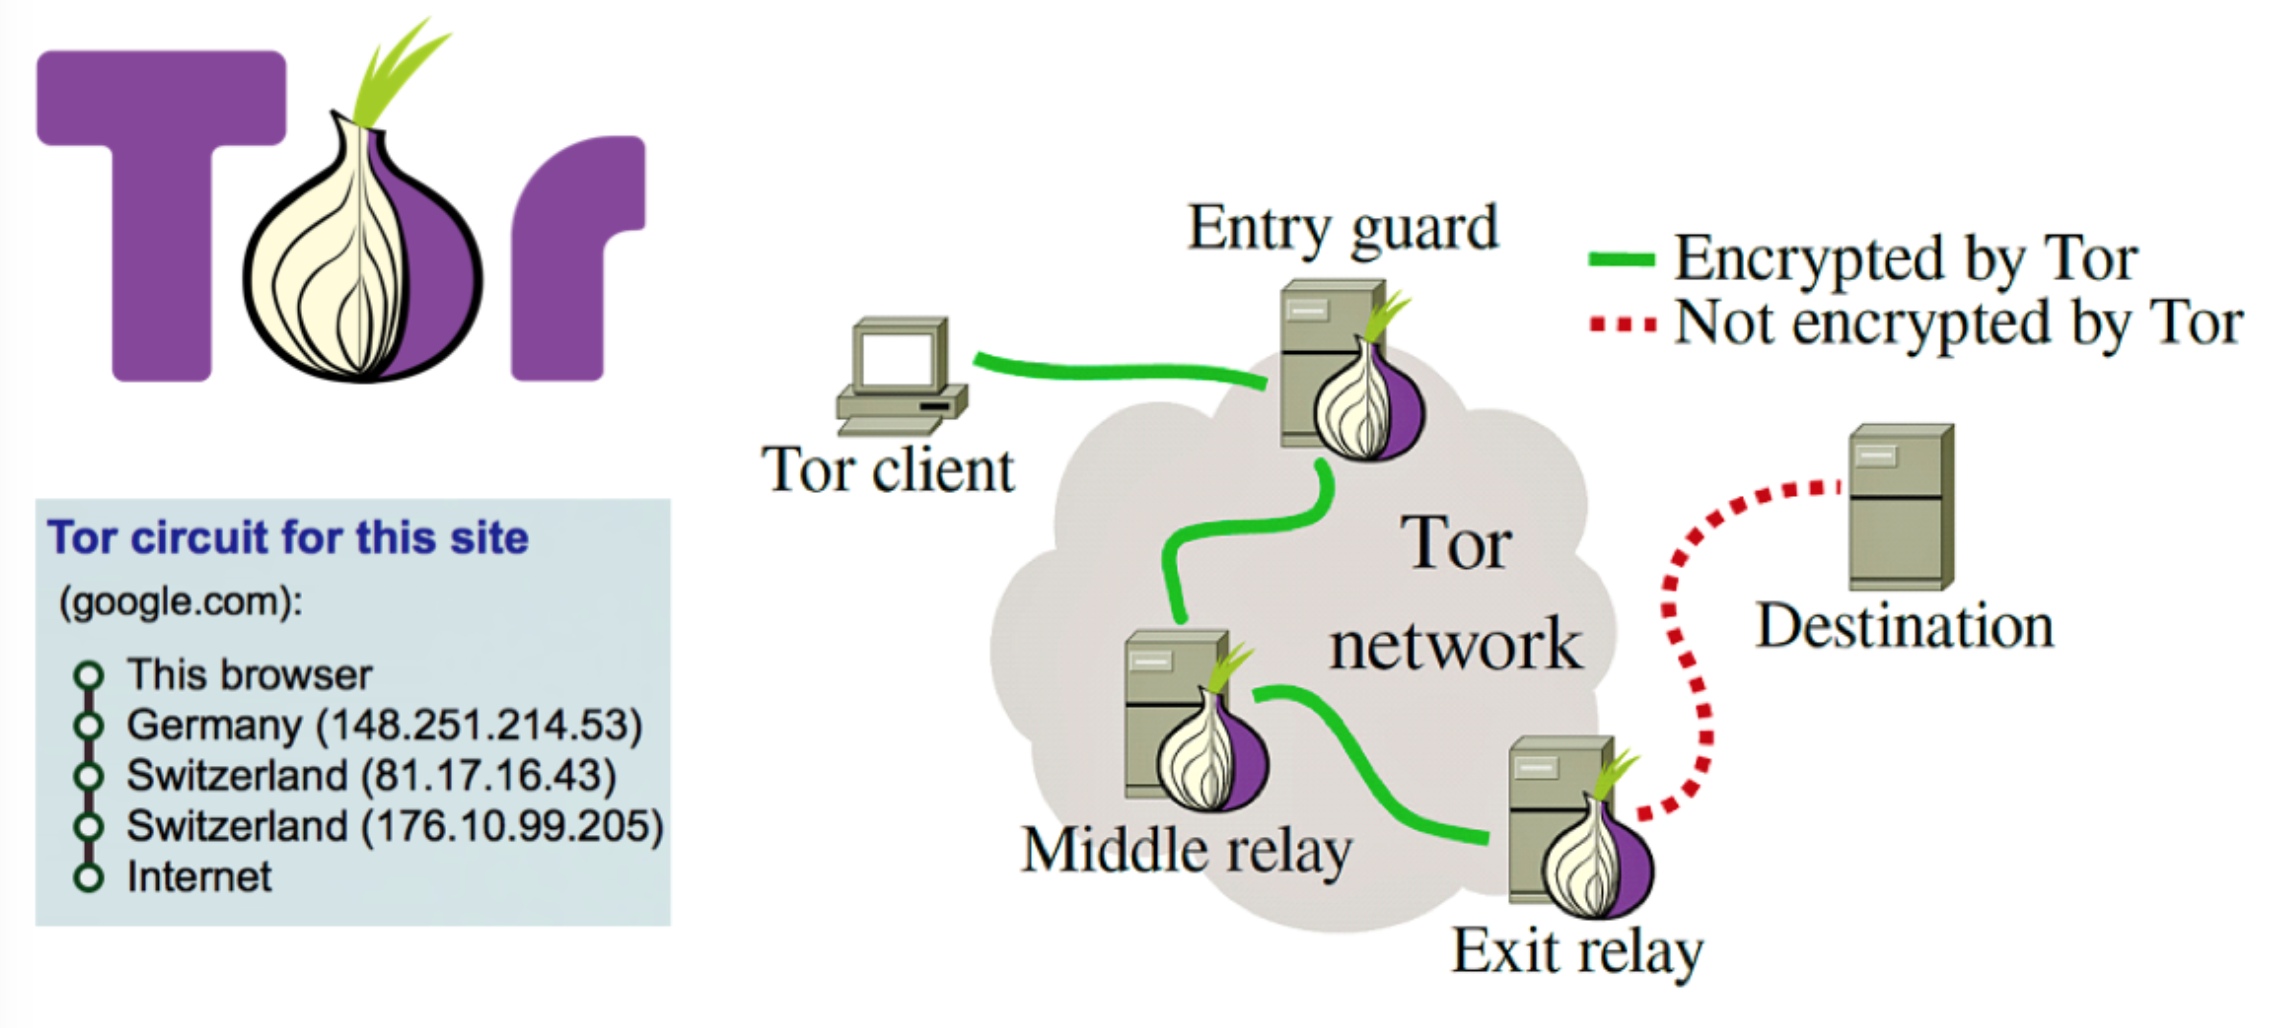 Tor
Tor circuit for this site
(google.com):
This browser
Germany (148.251.214.53)
Switzerland (81.17.16.43)
Switzerland (176.10.99.205)
Internet
Entry guard
Encrypted by Tor
Not encrypted by Tor
Tor client
Tor
network
Destination
Middle relay
Exit relay